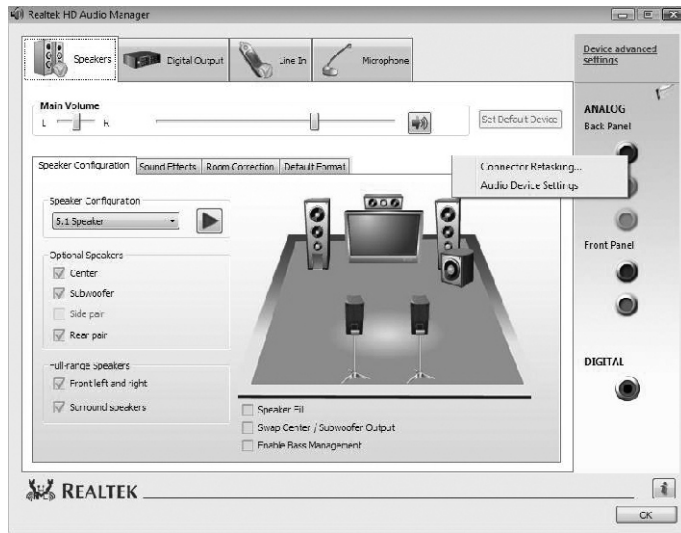 Realtek HD Audio Manager
Speakers
Digital Output
Line In
Microphone
Device advanced
settings
Main Volume
L
R
Set Default Device
ANALOG
Back Panel
Speaker Configuration
Sound Effects
Room Correction
Default Format
Connector Retasking...
Audio Device Settings
Speaker Configuration
5.1 Speaker
Optional Speakers
Center
Subwoofer
Side pair
Rear pair
Front Panel
Full-range Speakers
Front left and right
Surround speakers
DIGITAL
Speaker Fill
Swap Center / Subwoofer Output
Enable Bass Management
REALTEK
i
OK